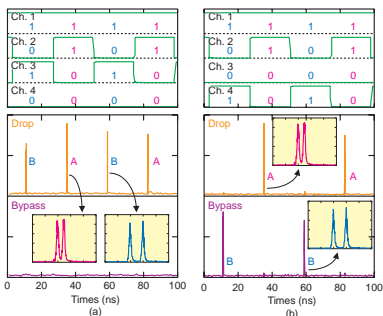 Ch. 1
1 1 1 1
Ch. 2
0 1 0 1
Ch. 3
1 0 1 0
Ch. 4
0 0 0 0
Drop
B A B A
Bypass
0 20 40 60 80 100
Times (ns)
(a)
Ch. 1
1 1 1 1
Ch. 2
0 1 0 1
Ch. 3
0 0 0 0
Ch. 4
1 0 1 0
Drop
A A
Bypass
B B
0 20 40 60 80 100
Times (ns)
(b)